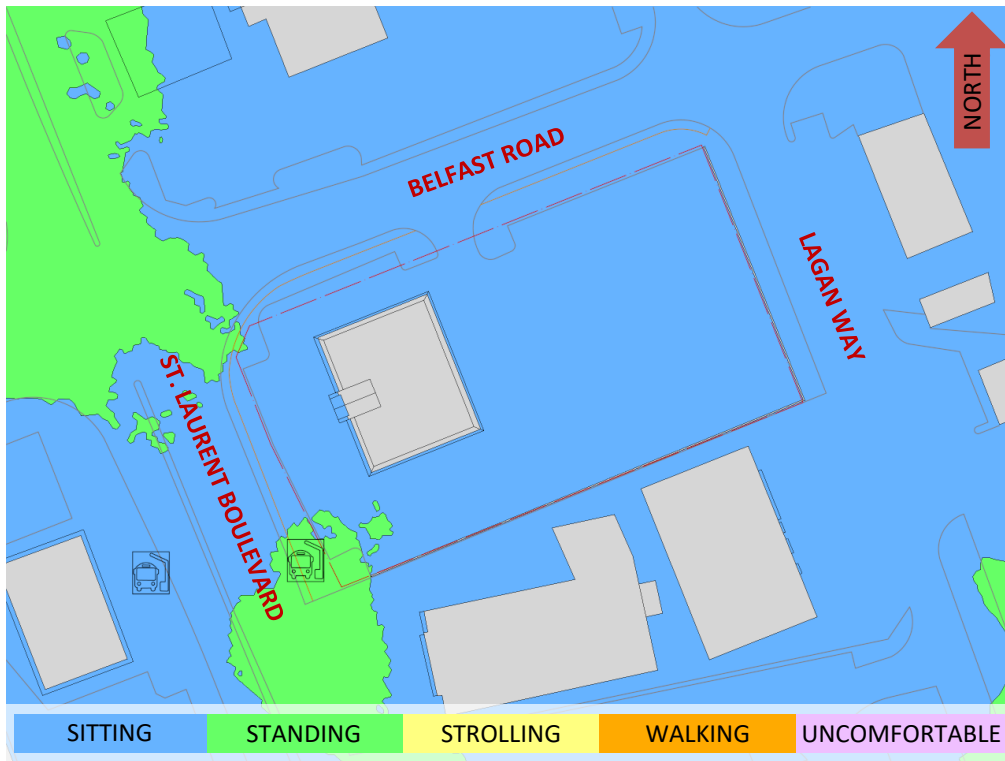 NORTH
BELFAST ROAD
LAGAN WAY
ST. LAURENT BOULEVARD
SITTING
STANDING
STROLLING
WALKING
UNCOMFORTABLE